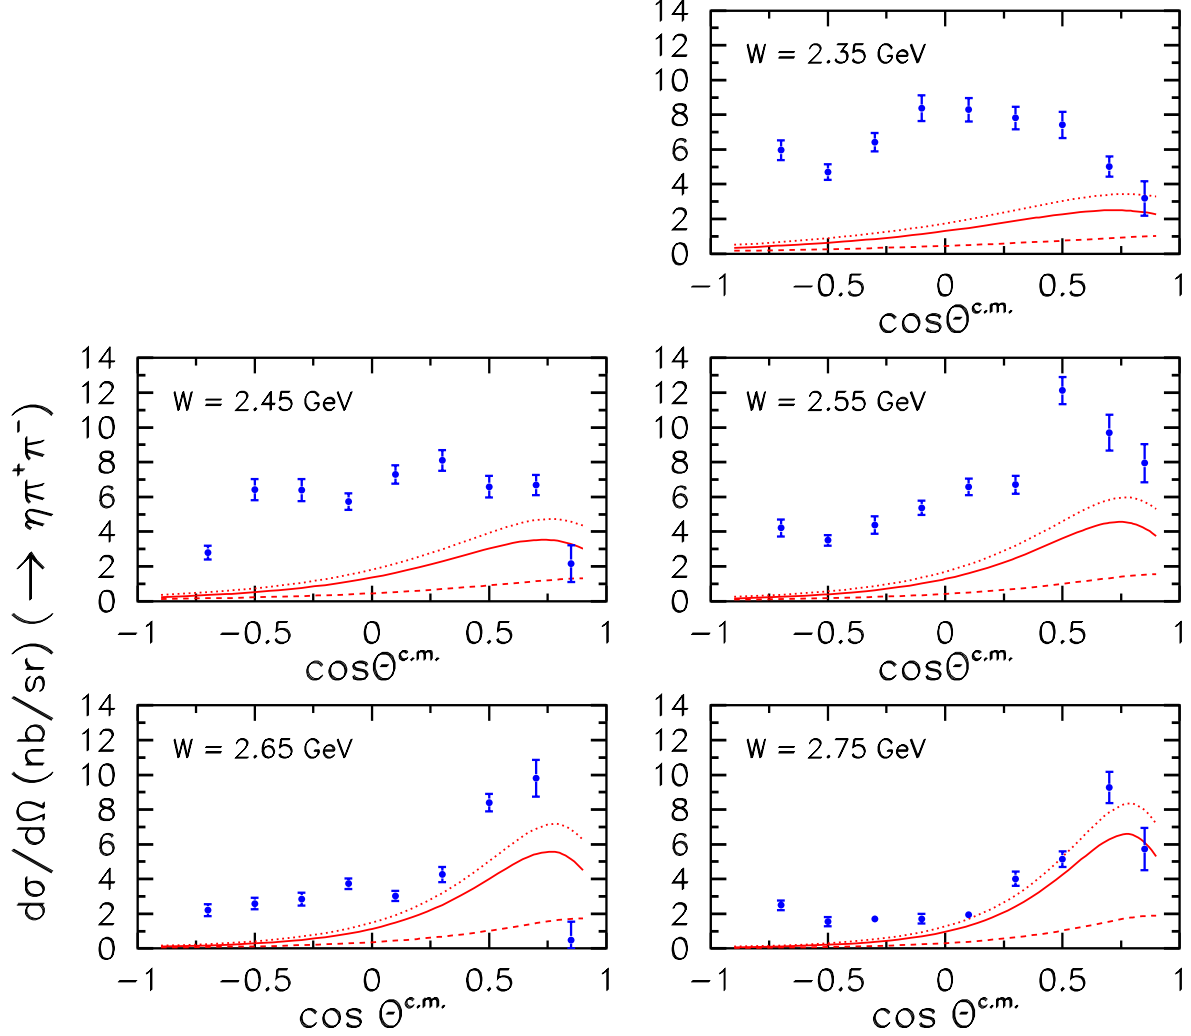 14
12
10
8
6
4
2
0
W = 2.35 GeV
−1 −0.5 0 0.5 1
cosΘc.m.
dσ/dΩ (nb/sr) ( → ηπ+π−)
14
12
10
8
6
4
2
0
W = 2.45 GeV
−1 −0.5 0 0.5 1
cosΘc.m.
14
12
10
8
6
4
2
0
W = 2.55 GeV
−1 −0.5 0 0.5 1
cosΘc.m.
14
12
10
8
6
4
2
0
W = 2.65 GeV
−1 −0.5 0 0.5 1
cos Θc.m.
14
12
10
8
6
4
2
0
W = 2.75 GeV
−1 −0.5 0 0.5 1
cos Θc.m.